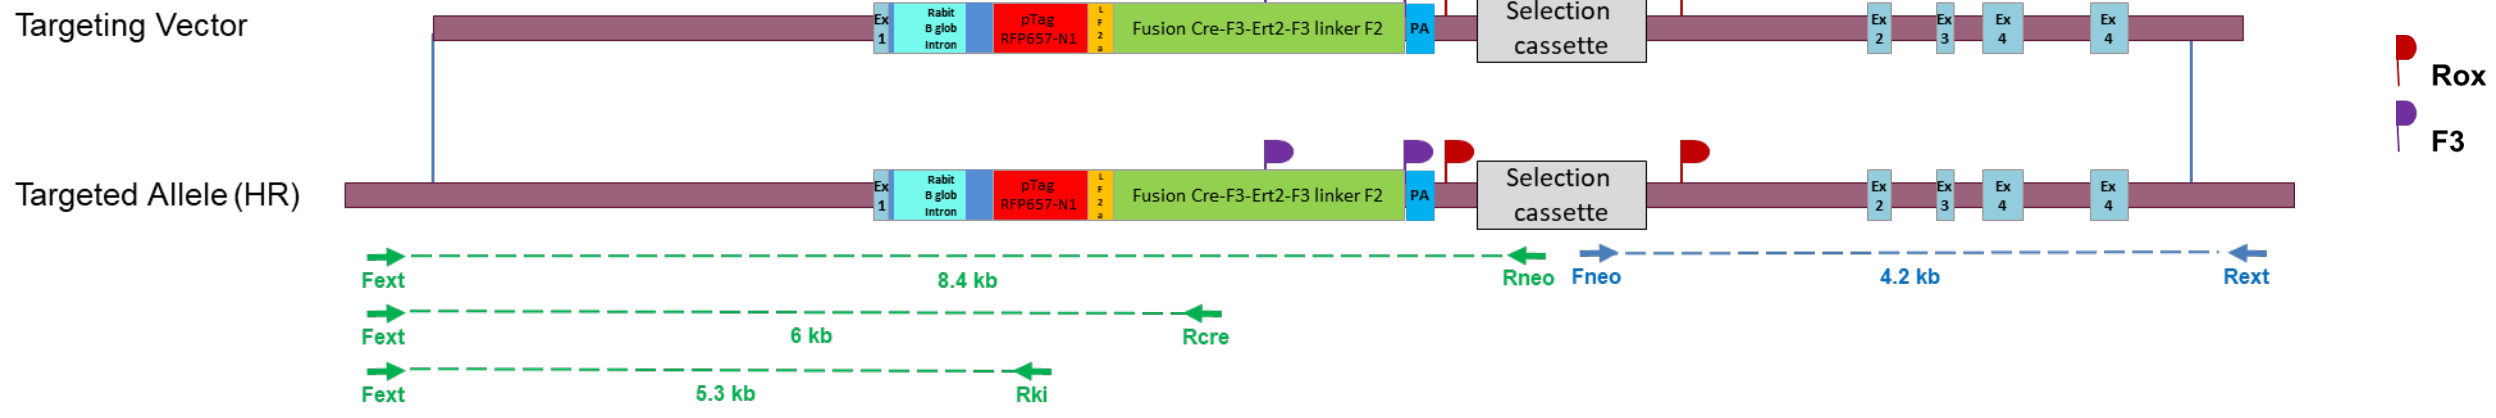 Targeting Vector
Ex
1
Rabit
B glob
Intron
pTag
RFP657-N1
L
F
2
a
Fusion Cre-F3-Ert2-F3 linker F2
PA
Selection
cassette
Ex
2
Ex
3
Ex
4
Ex
4
Rox
F3
Targeted Allele (HR)
Ex
1
Rabit
B glob
Intron
pTag
RFP657-N1
L
F
2
a
Fusion Cre-F3-Ert2-F3 linker F2
PA
Selection
cassette
Ex
2
Ex
3
Ex
4
Ex
4
Fext
8.4 kb
Rneo
Fneo
4.2 kb
Rext
Fext
6 kb
Rcre
Fext
5.3 kb
Rki